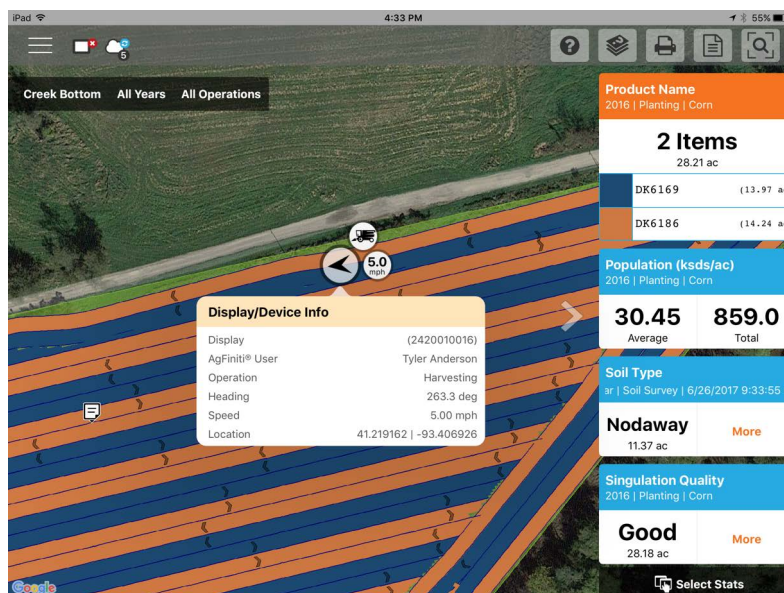 iPad 4:33 PM 55%
5
Creek Bottom All Years All Operations
Product Name
2016 | Planting | Corn
2 Items
28.21 ac
DK6169 (13.97 a
DK6186 (14.24 a
5.0
mph
Display/Device Info
Display (2420010016)
AgFiniti® User Tyler Anderson
Operation Harvesting
Heading 263.3 deg
Speed 5.00 mph
Location 41.219162 | -93.406926
Population (ksds/ac)
2016 | Planting | Corn
30.45 859.0
Average Total
Soil Type
ar | Soil Survey | 6/26/2017 9:33:55
Nodaway More
11.37 ac
Singulation Quality
2016 | Planting | Corn
Good More
28.18 ac
Google
Select Stats